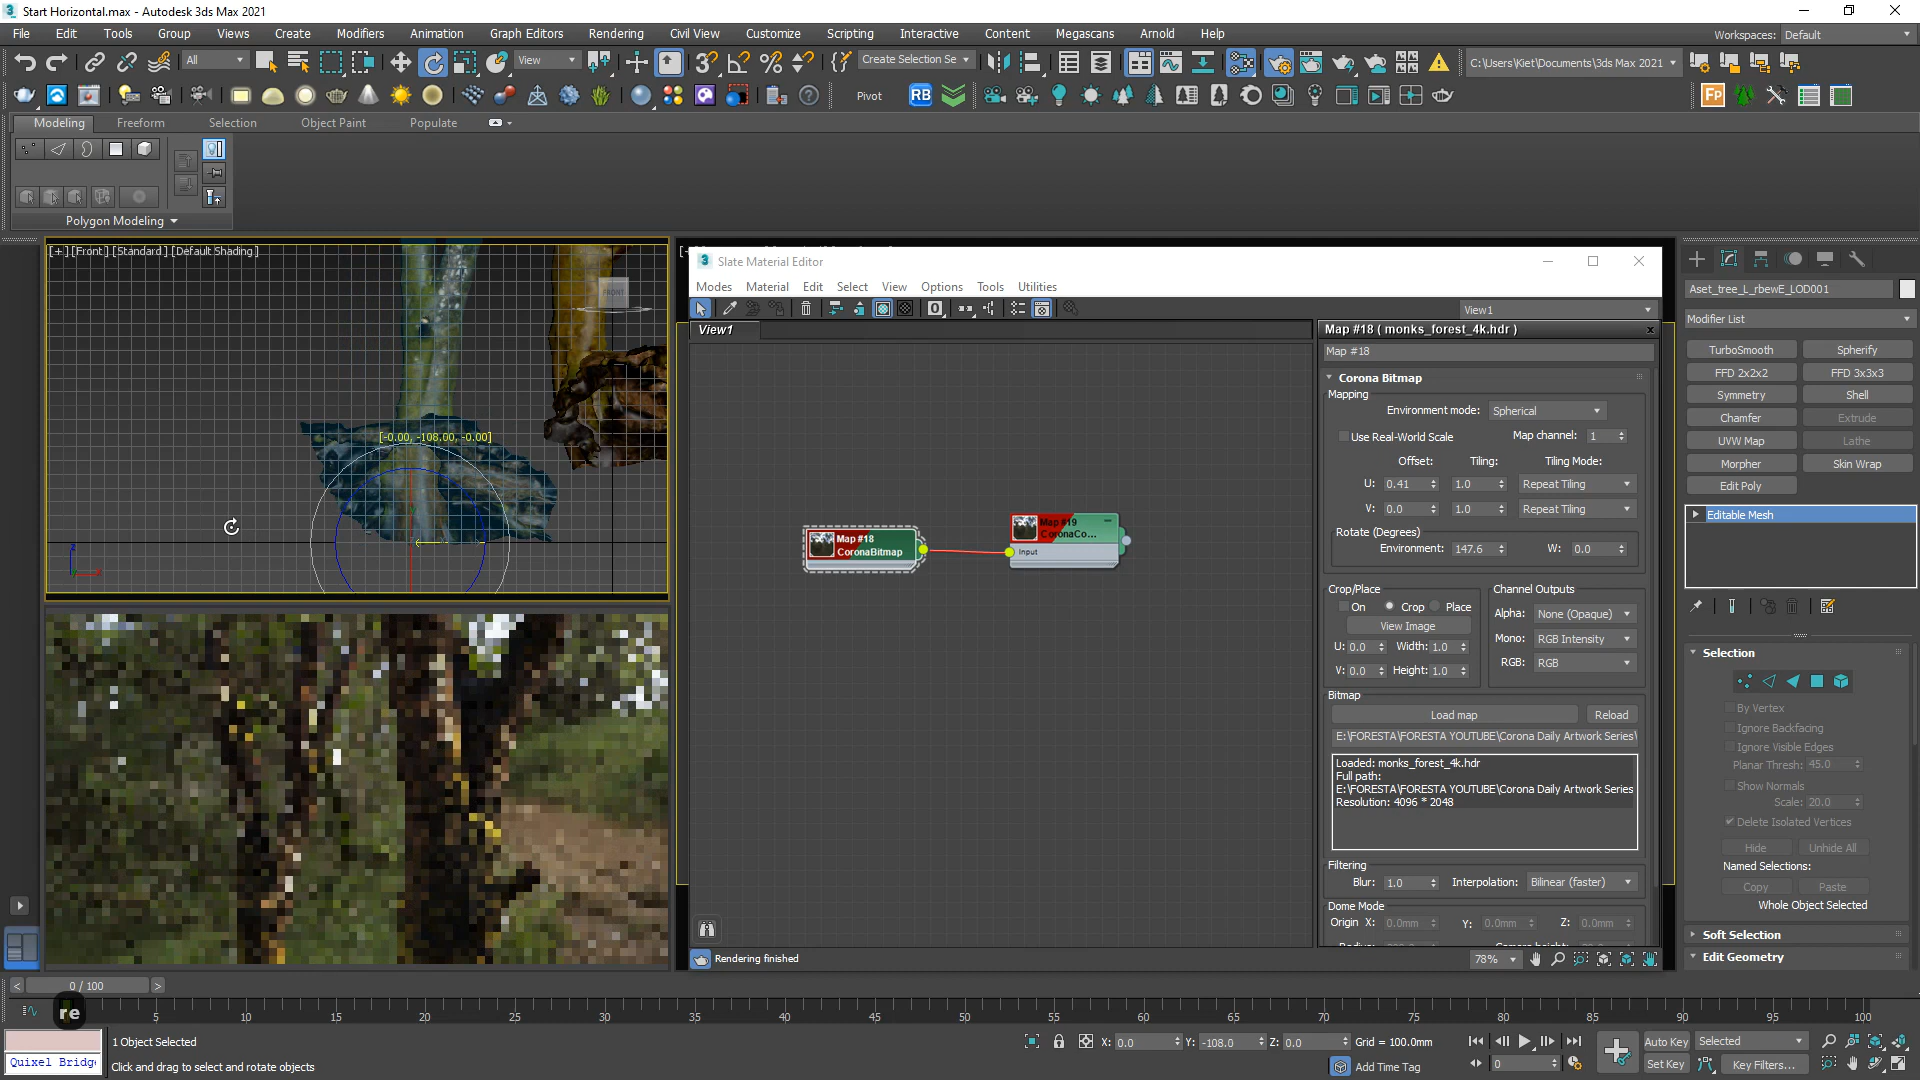 Start Horizontal.max - Autodesk 3ds Max 2021
File Edit Tools Group Views Create Modifiers Animation Graph Editors Rendering Civil View Customize Scripting Interactive Content Megascans Arnold Help
Workspaces: Default
All
View
Create Selection Se
C:\Users\Kiet\Documents\3ds Max 2021
Pivot
RB
Fp
Modeling Freeform Selection Object Paint Populate
Polygon Modeling
[+] [Front] [Standard] [Default Shading]
FRONT
[-0.00, -108.00, -0.00]
Slate Material Editor
Modes Material Edit Select View Options Tools Utilities
View1
View1
Map #18
CoronaBitmap
Map #19
CoronaCo...
Input
Map #18 ( monks_forest_4k.hdr )
Map #18
Corona Bitmap
Mapping
Environment mode: Spherical
Use Real-World Scale Map channel: 1
Offset: Tiling: Tiling Mode:
U: 0.41 1.0 Repeat Tiling
V: 0.0 1.0 Repeat Tiling
Rotate (Degrees)
Environment: 147.6 W: 0.0
Crop/Place
On Crop Place
View Image
U: 0.0 Width: 1.0
V: 0.0 Height: 1.0
Channel Outputs
Alpha: None (Opaque)
Mono: RGB Intensity
RGB: RGB
Bitmap
Load map Reload
E:\FORESTA\FORESTA YOUTUBE\Corona Daily Artwork Series\
Loaded: monks_forest_4k.hdr
Full path:
E:\FORESTA\FORESTA YOUTUBE\Corona Daily Artwork Series
Resolution: 4096 * 2048
Filtering
Blur: 1.0 Interpolation: Bilinear (faster)
Dome Mode
Origin X: 0.0mm Y: 0.0mm Z: 0.0mm
Rendering finished
78%
Aset_tree_L_rbewE_LOD001
Modifier List
TurboSmooth Spherify
FFD 2x2x2 FFD 3x3x3
Symmetry Shell
Chamfer Extrude
UVW Map Lathe
Morpher Skin Wrap
Edit Poly
Editable Mesh
Selection
By Vertex
Ignore Backfacing
Ignore Visible Edges
Planar Thresh: 45.0
Show Normals
Scale: 20.0
Delete Isolated Vertices
Hide Unhide All
Named Selections:
Copy Paste
Whole Object Selected
Soft Selection
Edit Geometry
0 / 100
re
5 10 15 20 25 30 35 40 45 50 55 60 65 70 75 80 85 90 95 100
1 Object Selected
Quixel Bridg
Click and drag to select and rotate objects
X: 0.0 Y: -108.0 Z: 0.0 Grid = 100.0mm
Add Time Tag
0
Auto Key Selected
Set Key Key Filters...